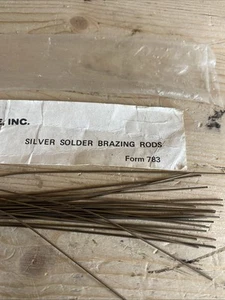 E, INC.
SILVER SOLDER BRAZING RODS
Form 783